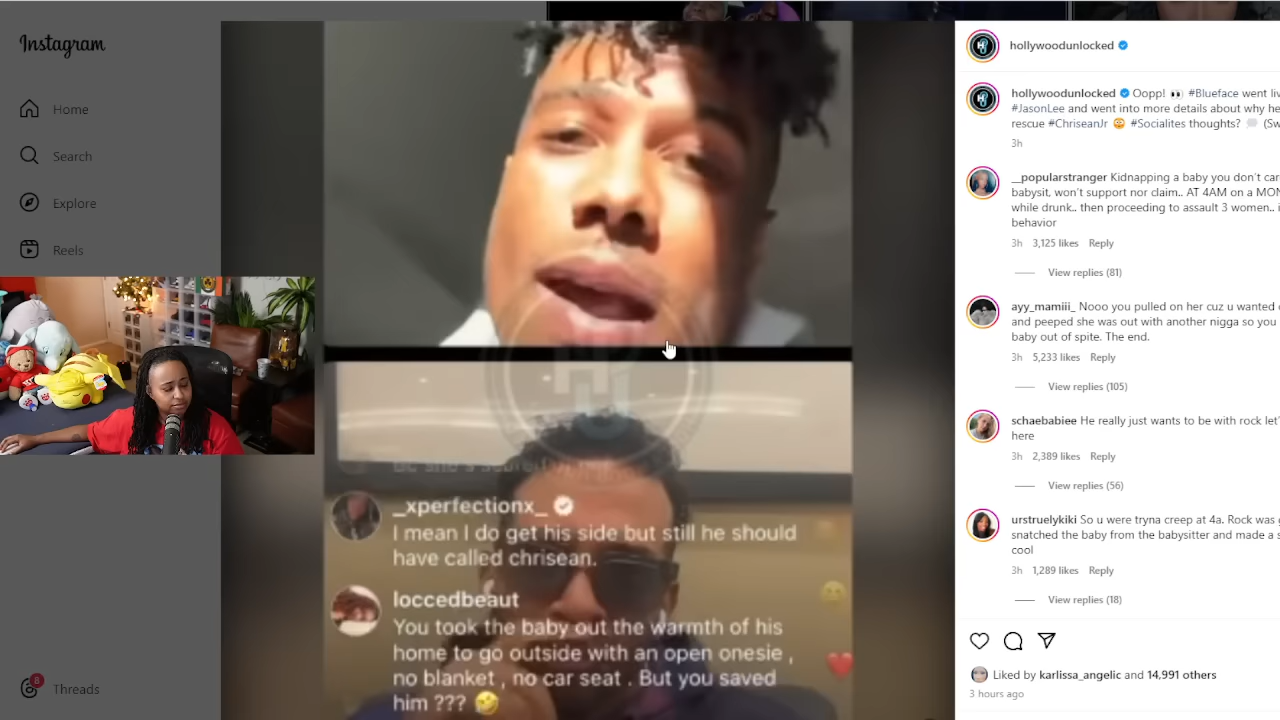 Instagram
Home
Search
Explore
Reels
8
Threads
HU
_xperfectionx_
I mean I do get his side but still he should
have called chrisean.
loccedbeaut
You took the baby out the warmth of his
home to go outside with an open onesie ,
no blanket , no car seat . But you saved
him ??? 🤣
hollywoodunlocked
hollywoodunlocked Oopp! 👀 #Blueface went
#JasonLee and went into more details about why
rescue #ChriseanJr 😳 #Socialites thoughts? 💭
3h
__popularstranger Kidnapping a baby you don't
babysit, won't support nor claim.. AT 4AM on a
while drunk.. then proceeding to assault 3 women..
behavior
3h 3,125 likes Reply
View replies (81)
ayy_mamiii_ Nooo you pulled on her cuz u wanted
and peeped she was out with another nigga so you
baby out of spite. The end.
3h 5,233 likes Reply
View replies (105)
schaebabiee He really just wants to be with rock
here
3h 2,389 likes Reply
View replies (56)
urstruelykiki So u were tryna creep at 4a. Rock was
snatched the baby from the babysitter and made a
cool
3h 1,289 likes Reply
View replies (18)
Liked by karlissa_angelic and 14,991 others
3 hours ago